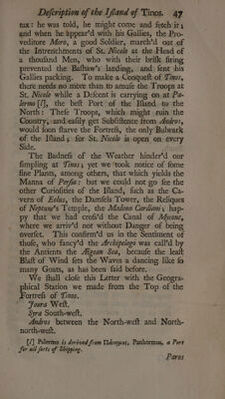 Description of the Island of Tinos. 47
tux: he was told, he might come and fetch it;
and when he appear'd with his Gallies, the Pro-
veditore Moro, a good Soldier, march'd out of
the Intrenchments of St. Nicolo at the Head of
a thousand Men, who with their brisk firing
prevented the Bashaw's landing, and sent his
Gallies packing. To make a Conquest of Tinos,
there needs no more than to amuse the Troops at
St. Nicolo while a Descent is carrying on at Pa-
lermo [f], the best Port of the Island to the
North: These Troops, which might ruin the
Country, and easily get Subsistence from Andros,
would soon starve the Fortress, the only Bulwark
of the Island; for St. Nicolo is open on every
Side.
The Badness of the Weather hinder'd our
simpling at Tinos; yet we took notice of some
fine Plants, among others, that which yields the
Manna of Persia: but we could not go see the
other Curiosities of the Island, such as the Ca-
vern of Eolus, the Damsels Tower, the Reliques
of Neptune's Temple, the Madona Cardiani; hap-
py that we had cross'd the Canal of Mycone,
where we arriv'd not without Danger of being
overset. This confirm'd us in the Sentiment of
those, who fancy'd the Archipelago was call'd by
the Antients the Ægean Sea, because the least
Blast of Wind sets the Waves a dancing like so
many Goats, as has been said before.
We shall close this Letter with the Geogra-
phical Station we made from the Top of the
Fortress of Tinos.
Joura West.
Syra South-west.
Andros between the North-west and North-
north-west.
[f] Palermo is derived from Πάνορμος, Panhormus, a Port
for all sorts of Shipping.
Paros